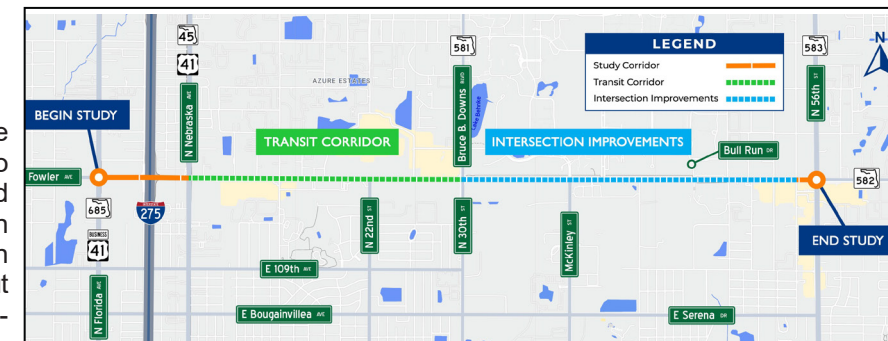 e
o
d
n
n
t
-
45
41
581
583
N
LEGEND
Study Corridor
Transit Corridor
Intersection Improvements
AZURE ESTATES
Lake Behnke
N Nebraska AVE
Bruce B. Downs BLVD
N 56th ST
BEGIN STUDY
TRANSIT CORRIDOR
INTERSECTION IMPROVEMENTS
Bull Run DR
Fowler AVE
582
685
275
N 22nd ST
N 30th ST
McKinley ST
END STUDY
BUSINESS
41
E 109th AVE
N Florida AVE
E Bougainvillea AVE
E Serena DR